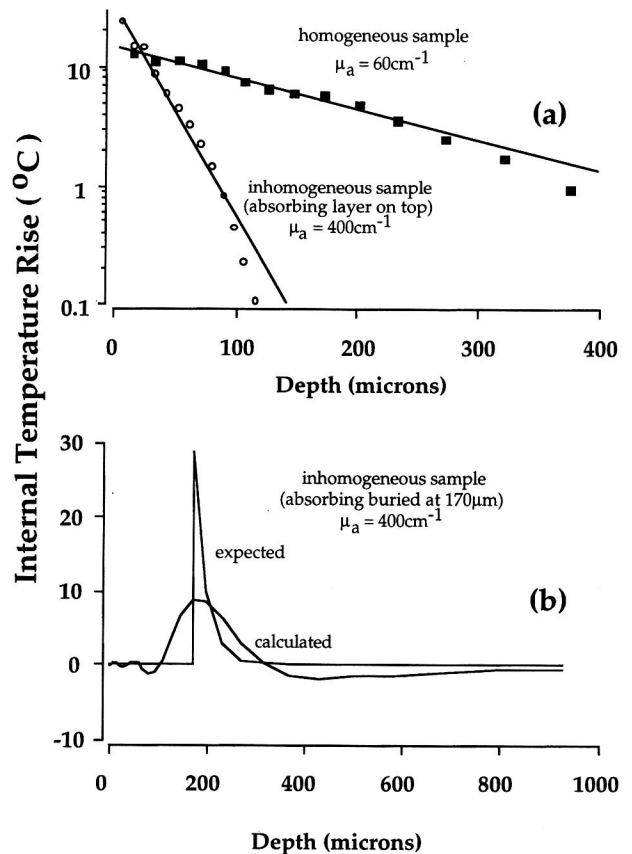 homogeneous sample
μa = 60cm-1
(a)
inhomogeneous sample
(absorbing layer on top)
μa = 400cm-1
10
1
0.1
0 100 200 300 400
Depth (microns)
Internal Temperature Rise (°C)
30
20
10
0
-10
inhomogeneous sample
(absorbing buried at 170μm)
μa = 400cm-1
expected
(b)
calculated
0 200 400 600 800 1000
Depth (microns)